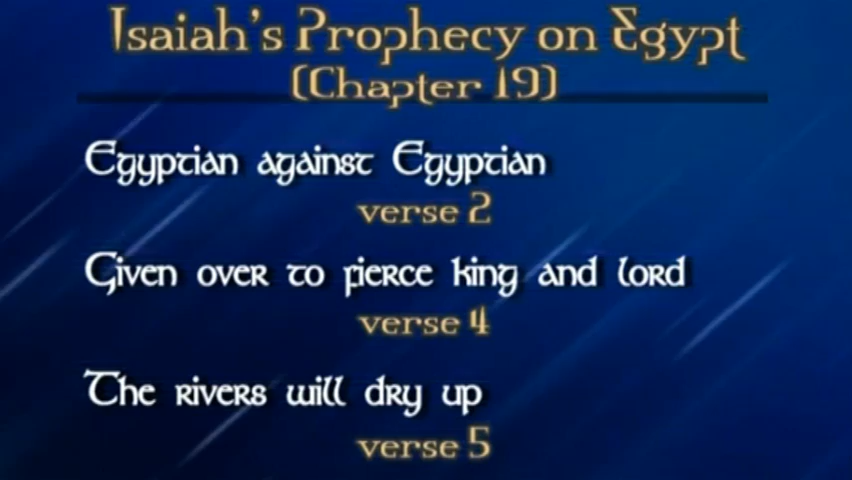 Isaiah's Prophecy on Egypt
(Chapter 19)
Egyptian against Egyptian
verse 2
Given over to fierce king and lord
verse 4
The rivers will dry up
verse 5